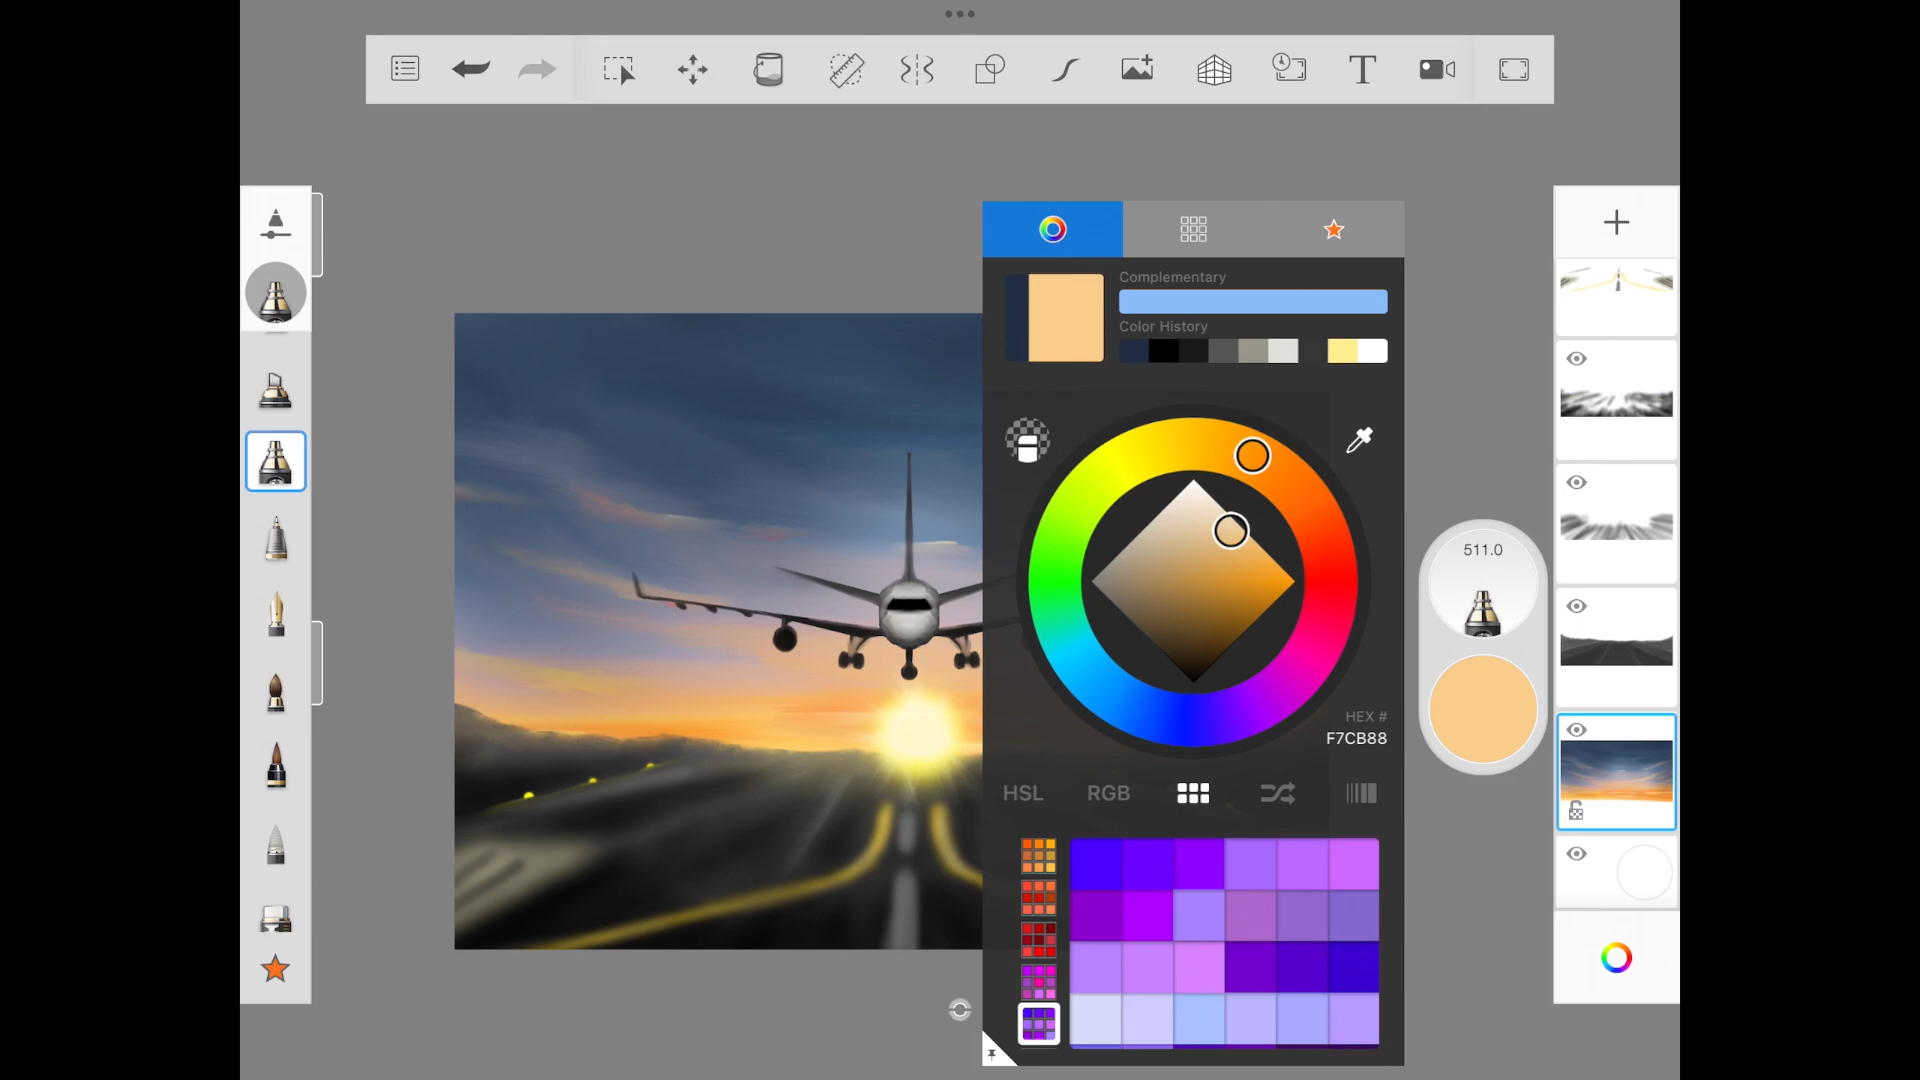 T
Complementary
Color History
511.0
HEX #
F7CB88
HSL
RGB